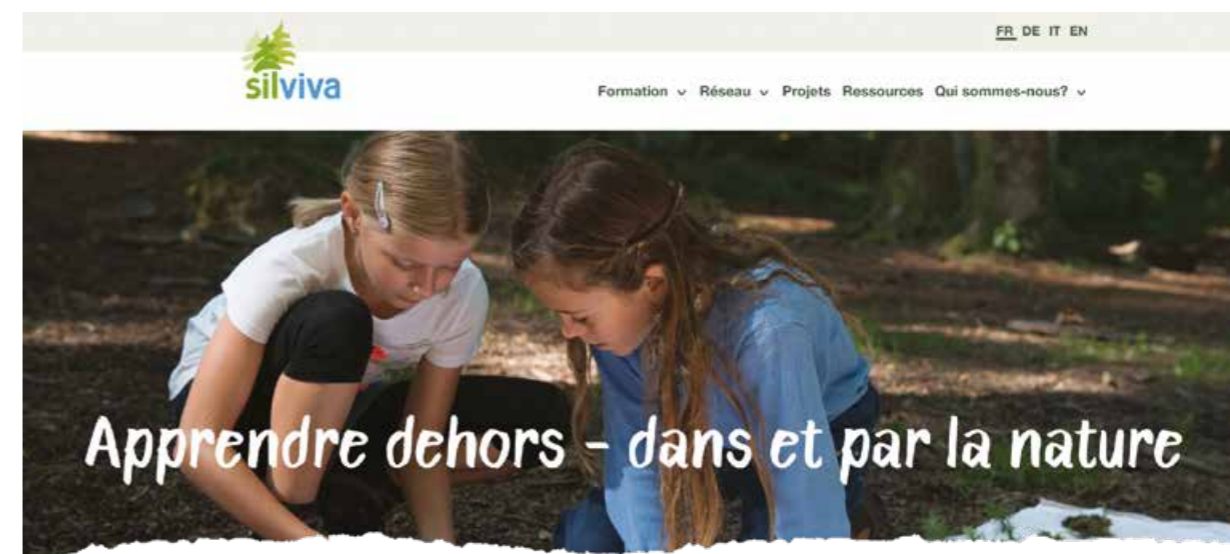 FR DE IT EN
silviva
Formation Réseau Projets Ressources Qui sommes-nous?
Apprendre dehors – dans et par la nature